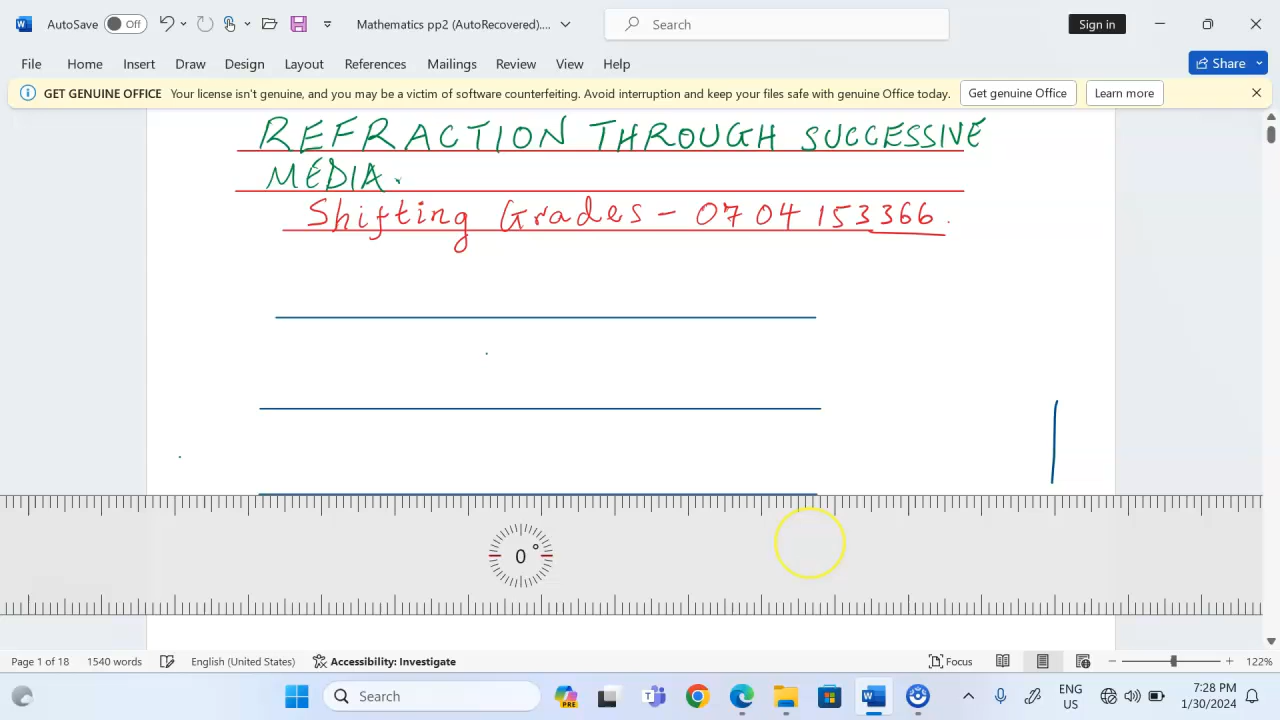 AutoSave Off Mathematics pp2 (AutoRecovered).... Search Sign in
File Home Insert Draw Design Layout References Mailings Review View Help Share
GET GENUINE OFFICE Your license isn't genuine, and you may be a victim of software counterfeiting. Avoid interruption and keep your files safe with genuine Office today. Get genuine Office Learn more
REFRACTION THROUGH SUCCESSIVE
MEDIA.
Shifting Grades - 0704153366.
0°
Page 1 of 18 1540 words English (United States) Accessibility: Investigate Focus 122%
Search PRE ENG US 7:28 PM 1/30/2024